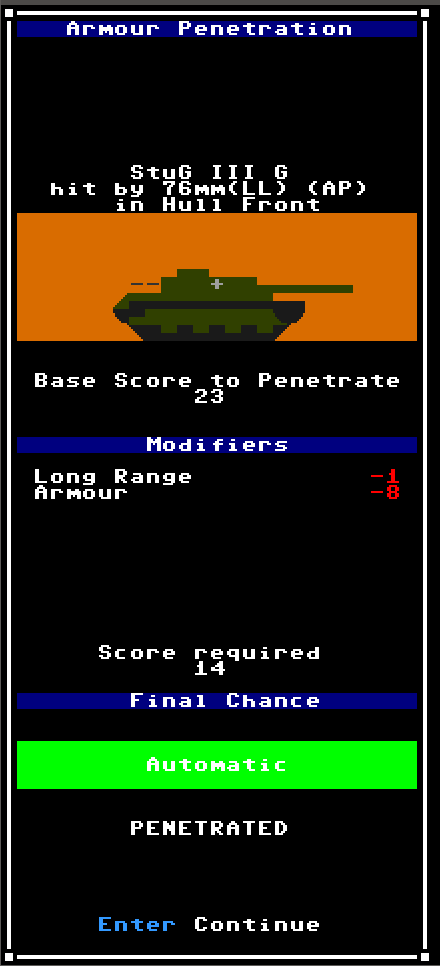 Armour Penetration
StuG III G
hit by 76mm(LL) (AP)
in Hull Front
Base Score to Penetrate
23
Modifiers
Long Range -1
Armour -8
Score required
14
Final Chance
Automatic
PENETRATED
Enter Continue